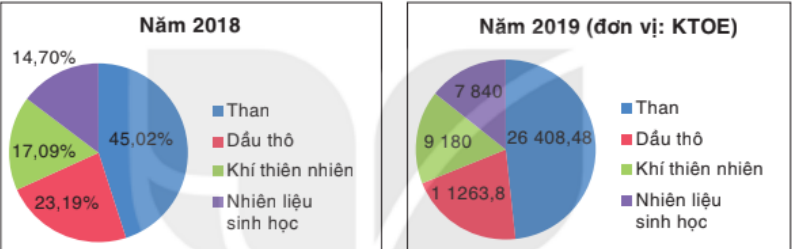 Năm 2018
14,70%
45,02%
17,09%
23,19%
Than
Dầu thô
Khí thiên nhiên
Nhiên liệu
sinh học
Năm 2019 (đơn vị: KTOE)
7 840
26 408,48
9 180
1 1263,8
Than
Dầu thô
Khí thiên nhiên
Nhiên liệu
sinh học